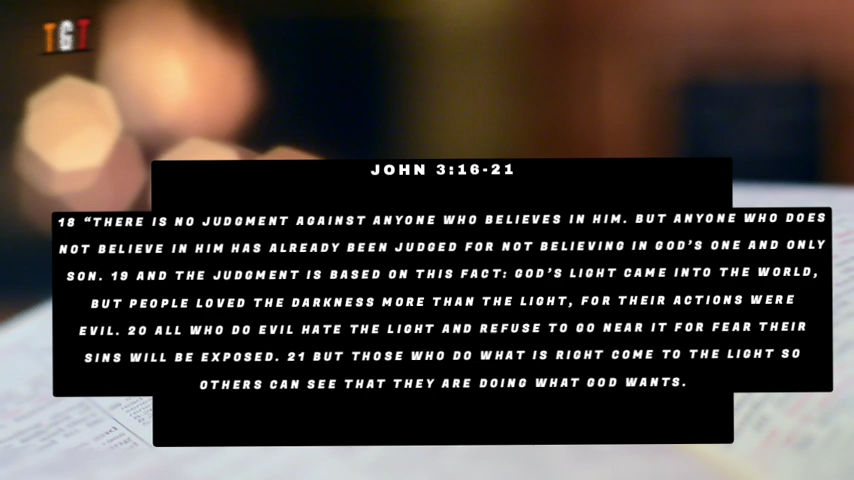 TGT
JOHN 3:16-21
18 “THERE IS NO JUDGMENT AGAINST ANYONE WHO BELIEVES IN HIM. BUT ANYONE WHO DOES
NOT BELIEVE IN HIM HAS ALREADY BEEN JUDGED FOR NOT BELIEVING IN GOD’S ONE AND ONLY
SON. 19 AND THE JUDGMENT IS BASED ON THIS FACT: GOD’S LIGHT CAME INTO THE WORLD,
BUT PEOPLE LOVED THE DARKNESS MORE THAN THE LIGHT, FOR THEIR ACTIONS WERE
EVIL. 20 ALL WHO DO EVIL HATE THE LIGHT AND REFUSE TO GO NEAR IT FOR FEAR THEIR
SINS WILL BE EXPOSED. 21 BUT THOSE WHO DO WHAT IS RIGHT COME TO THE LIGHT SO
OTHERS CAN SEE THAT THEY ARE DOING WHAT GOD WANTS.